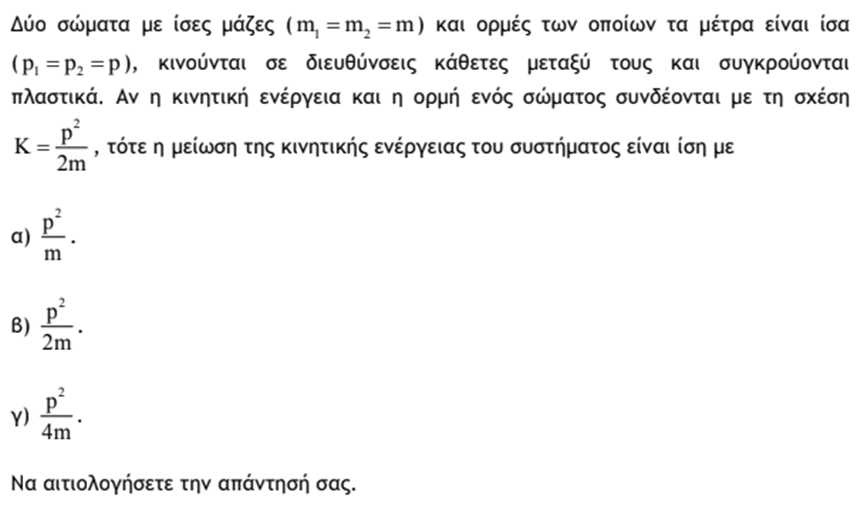 Δύο σώματα με ίσες μάζες (m₁ = m₂ = m) και ορμές των οποίων τα μέτρα είναι ίσα
(p₁ = p₂ = p), κινούνται σε διευθύνσεις κάθετες μεταξύ τους και συγκρούονται
πλαστικά. Αν η κινητική ενέργεια και η ορμή ενός σώματος συνδέονται με τη σχέση
K = p²/2m, τότε η μείωση της κινητικής ενέργειας του συστήματος είναι ίση με
α) p²/m.
β) p²/2m.
γ) p²/4m.
Να αιτιολογήσετε την απάντησή σας.